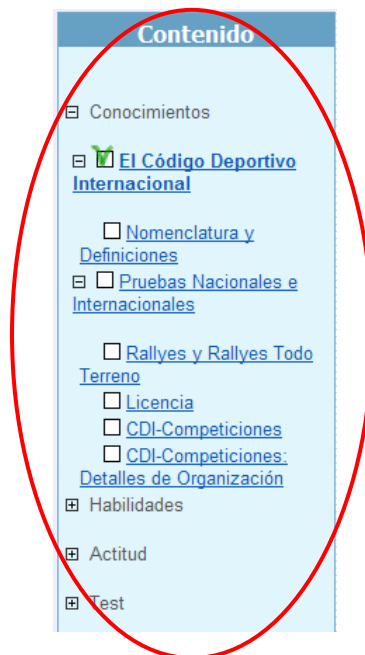 Contenido
Conocimientos
El Código Deportivo
Internacional
Nomenclatura y
Definiciones
Pruebas Nacionales e
Internacionales
Rallyes y Rallyes Todo
Terreno
Licencia
CDI-Competiciones
CDI-Competiciones:
Detalles de Organización
Habilidades
Actitud
Test